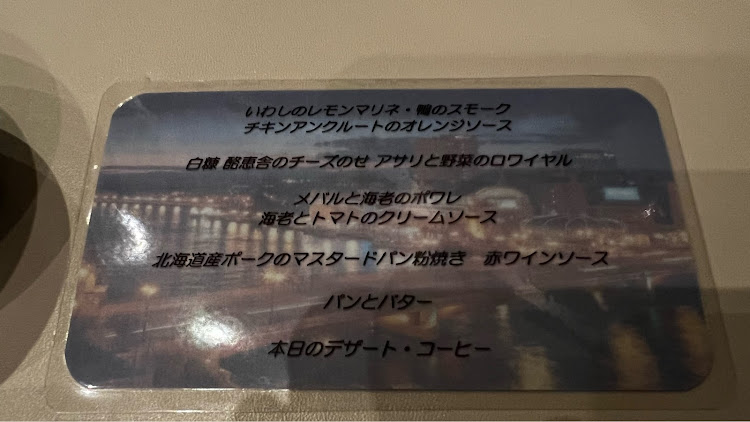 いわしのレモンマリネ・鴨のスモーク
チキンアンクルートのオレンジソース
白糠 酪恵舎のチーズのせ アサリと野菜のロワイヤル
メバルと海老のポワレ
海老とトマトのクリームソース
北海道産ポークのマスタードパン粉焼き 赤ワインソース
パンとバター
本日のデザート・コーヒー